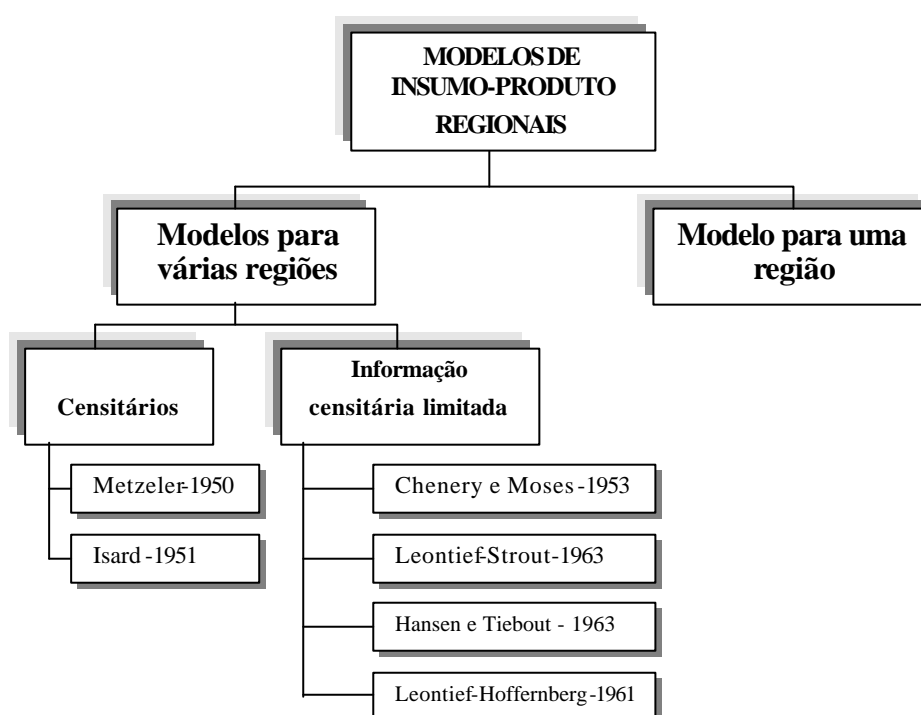 MODELOS DE
INSUMO-PRODUTO
REGIONAIS
Modelos para
várias regiões
Modelo para uma
região
Censitários
Informação
censitária limitada
Metzeler-1950
Isard -1951
Chenery e Moses -1953
Leontief-Strout-1963
Hansen e Tiebout - 1963
Leontief-Hoffernberg-1961